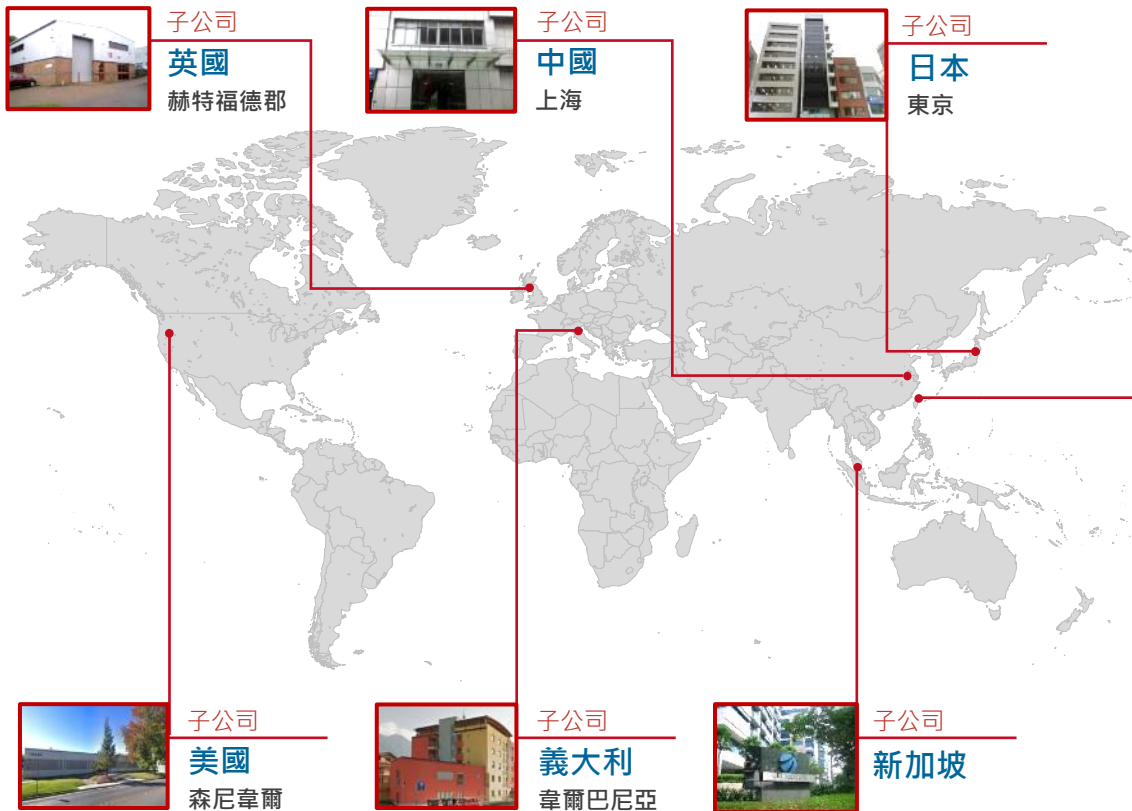 子公司
英國
赫特福德郡
子公司
中國
上海
子公司
日本
東京
子公司
美國
森尼韋爾
子公司
義大利
韋爾巴尼亞
子公司
新加坡